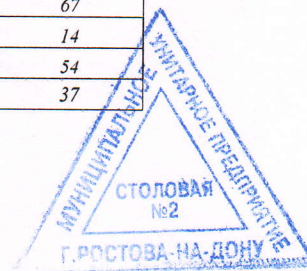 67
14
54
37
МУНИЦИПАЛЬНОЕ
УНИТАРНОЕ ПРЕДПРИЯТИЕ
СТОЛОВАЯ
№2
Г.РОСТОВА-НА-ДОНУ